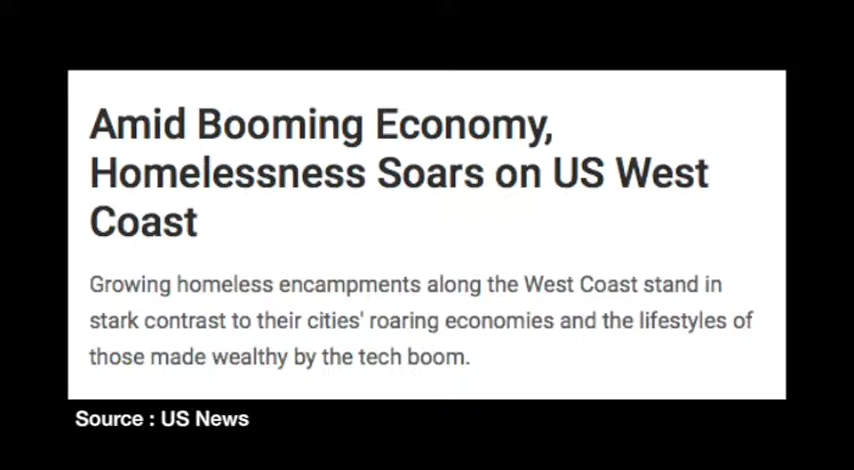 Amid Booming Economy,
Homelessness Soars on US West
Coast
Growing homeless encampments along the West Coast stand in
stark contrast to their cities' roaring economies and the lifestyles of
those made wealthy by the tech boom.
Source : US News